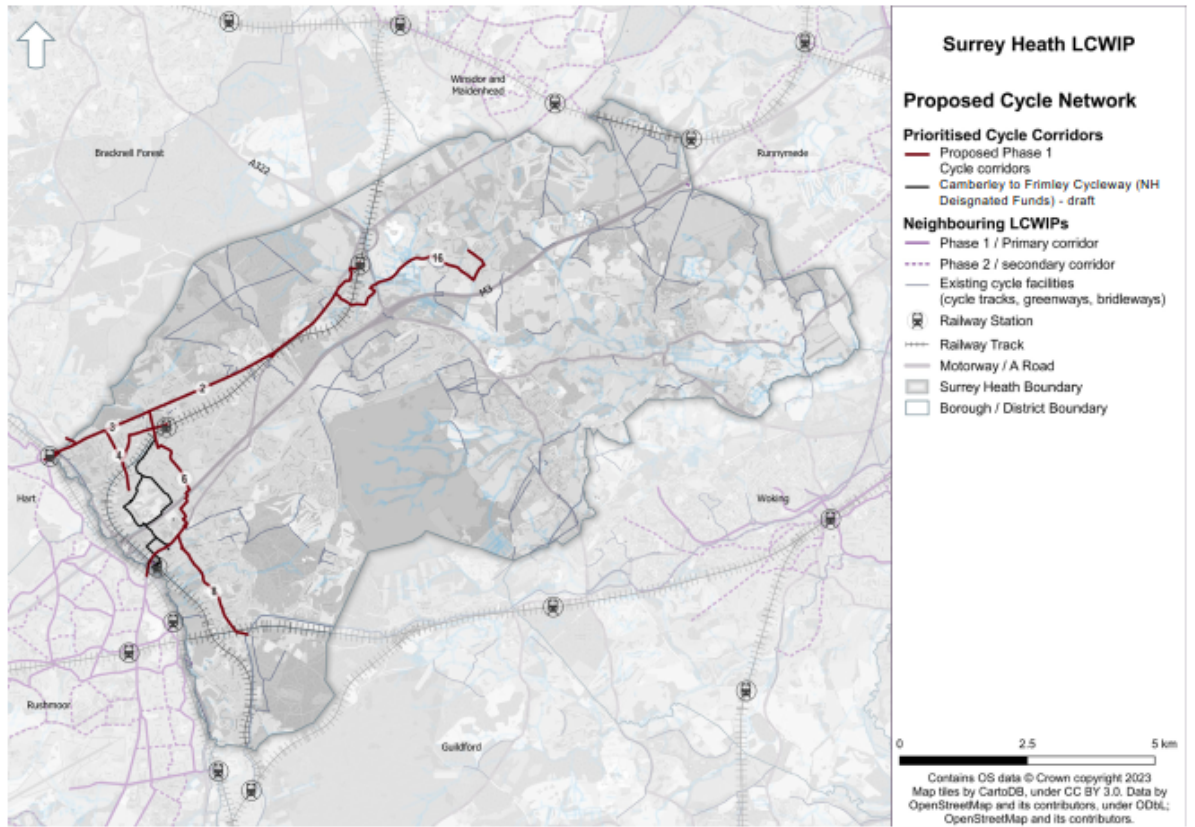 Surrey Heath LCWIP
Proposed Cycle Network
Prioritised Cycle Corridors
Proposed Phase 1
Cycle corridors
Camberley to Frimley Cycleway (NH
Deisgnated Funds) - draft
Neighbouring LCWIPs
Phase 1 / Primary corridor
Phase 2 / secondary corridor
Existing cycle facilities
(cycle tracks, greenways, bridleways)
Railway Station
Railway Track
Motorway / A Road
Surrey Heath Boundary
Borough / District Boundary
0
2.5
5 km
Contains OS data © Crown copyright 2023
Map tiles by CartoDB, under CC BY 3.0. Data by
OpenStreetMap and its contributors, under ODbL;
OpenStreetMap and its contributors.
Winsdor and
Maidenhead
Bracknell Forest
A322
Runnymede
16
M3
2
3
4
6
8
Hart
Woking
Rushmoor
Guildford